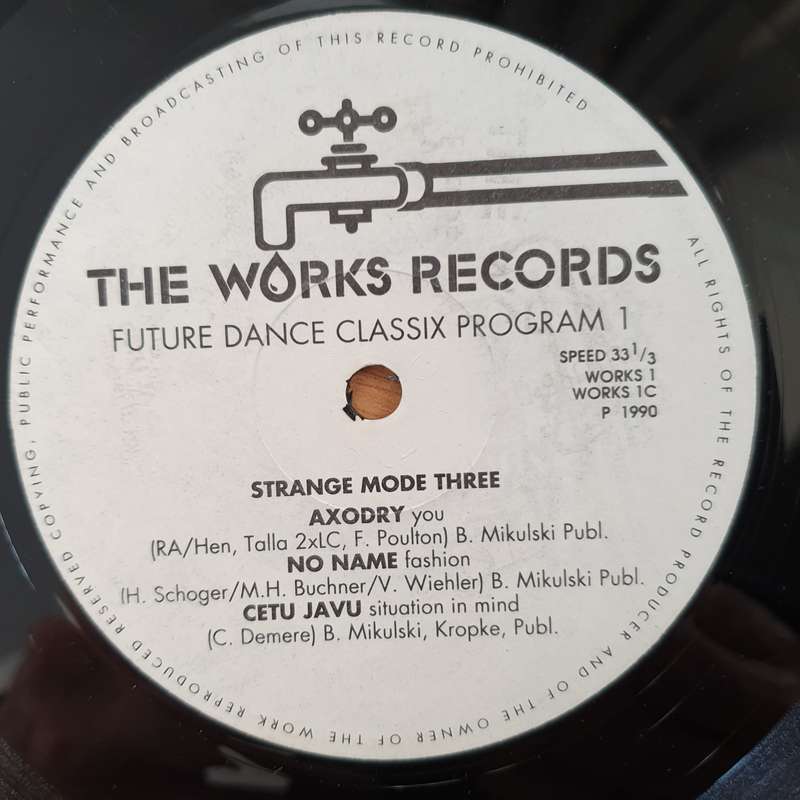 ALL RIGHTS OF THE RECORD PRODUCER AND OF THE OWNER OF THE WORK REPRODUCED RESERVED COPYING, PUBLIC PERFORMANCE AND BROADCASTING OF THIS RECORD PROHIBITED
THE WORKS RECORDS
FUTURE DANCE CLASSIX PROGRAM 1
SPEED 33 1/3
WORKS 1
WORKS 1C
P 1990
STRANGE MODE THREE
AXODRY you
(RA/Hen, Talla 2xLC, F. Poulton) B. Mikulski Publ.
NO NAME fashion
(H. Schoger/M.H. Buchner/V. Wiehler) B. Mikulski Publ.
CETU JAVU situation in mind
(C. Demere) B. Mikulski, Kropke, Publ.